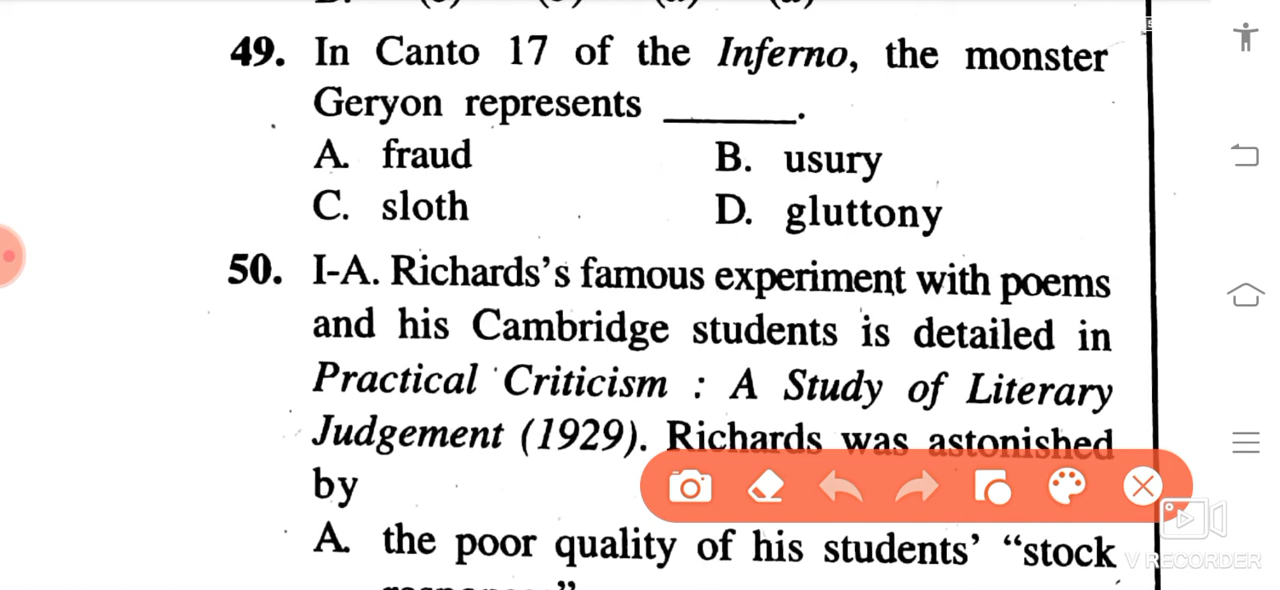 49. In Canto 17 of the Inferno, the monster
Geryon represents ______.
A. fraud B. usury
C. sloth D. gluttony
50. I-A. Richards's famous experiment with poems
and his Cambridge students is detailed in
Practical Criticism : A Study of Literary
Judgement (1929). Richards was astonished
by
A. the poor quality of his students' "stock
V RECORDER